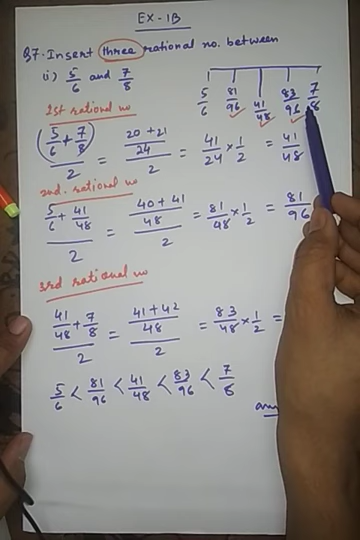 EX-1B
Q7. Insert three rational no. between
ii) 5/6 and 7/8
5/6 81/96 41/48 83/96 7/8
1st rational no
(5/6 + 7/8)/2 = ((20+21)/24)/2 = 41/24 × 1/2 = 41/48
2nd. rational no
(5/6 + 41/48)/2 = ((40+41)/48)/2 = 81/48 × 1/2 = 81/96
3rd rational no
(41/48 + 7/8)/2 = ((41+42)/48)/2 = 83/48 × 1/2 =
5/6 < 81/96 < 41/48 < 83/96 < 7/8